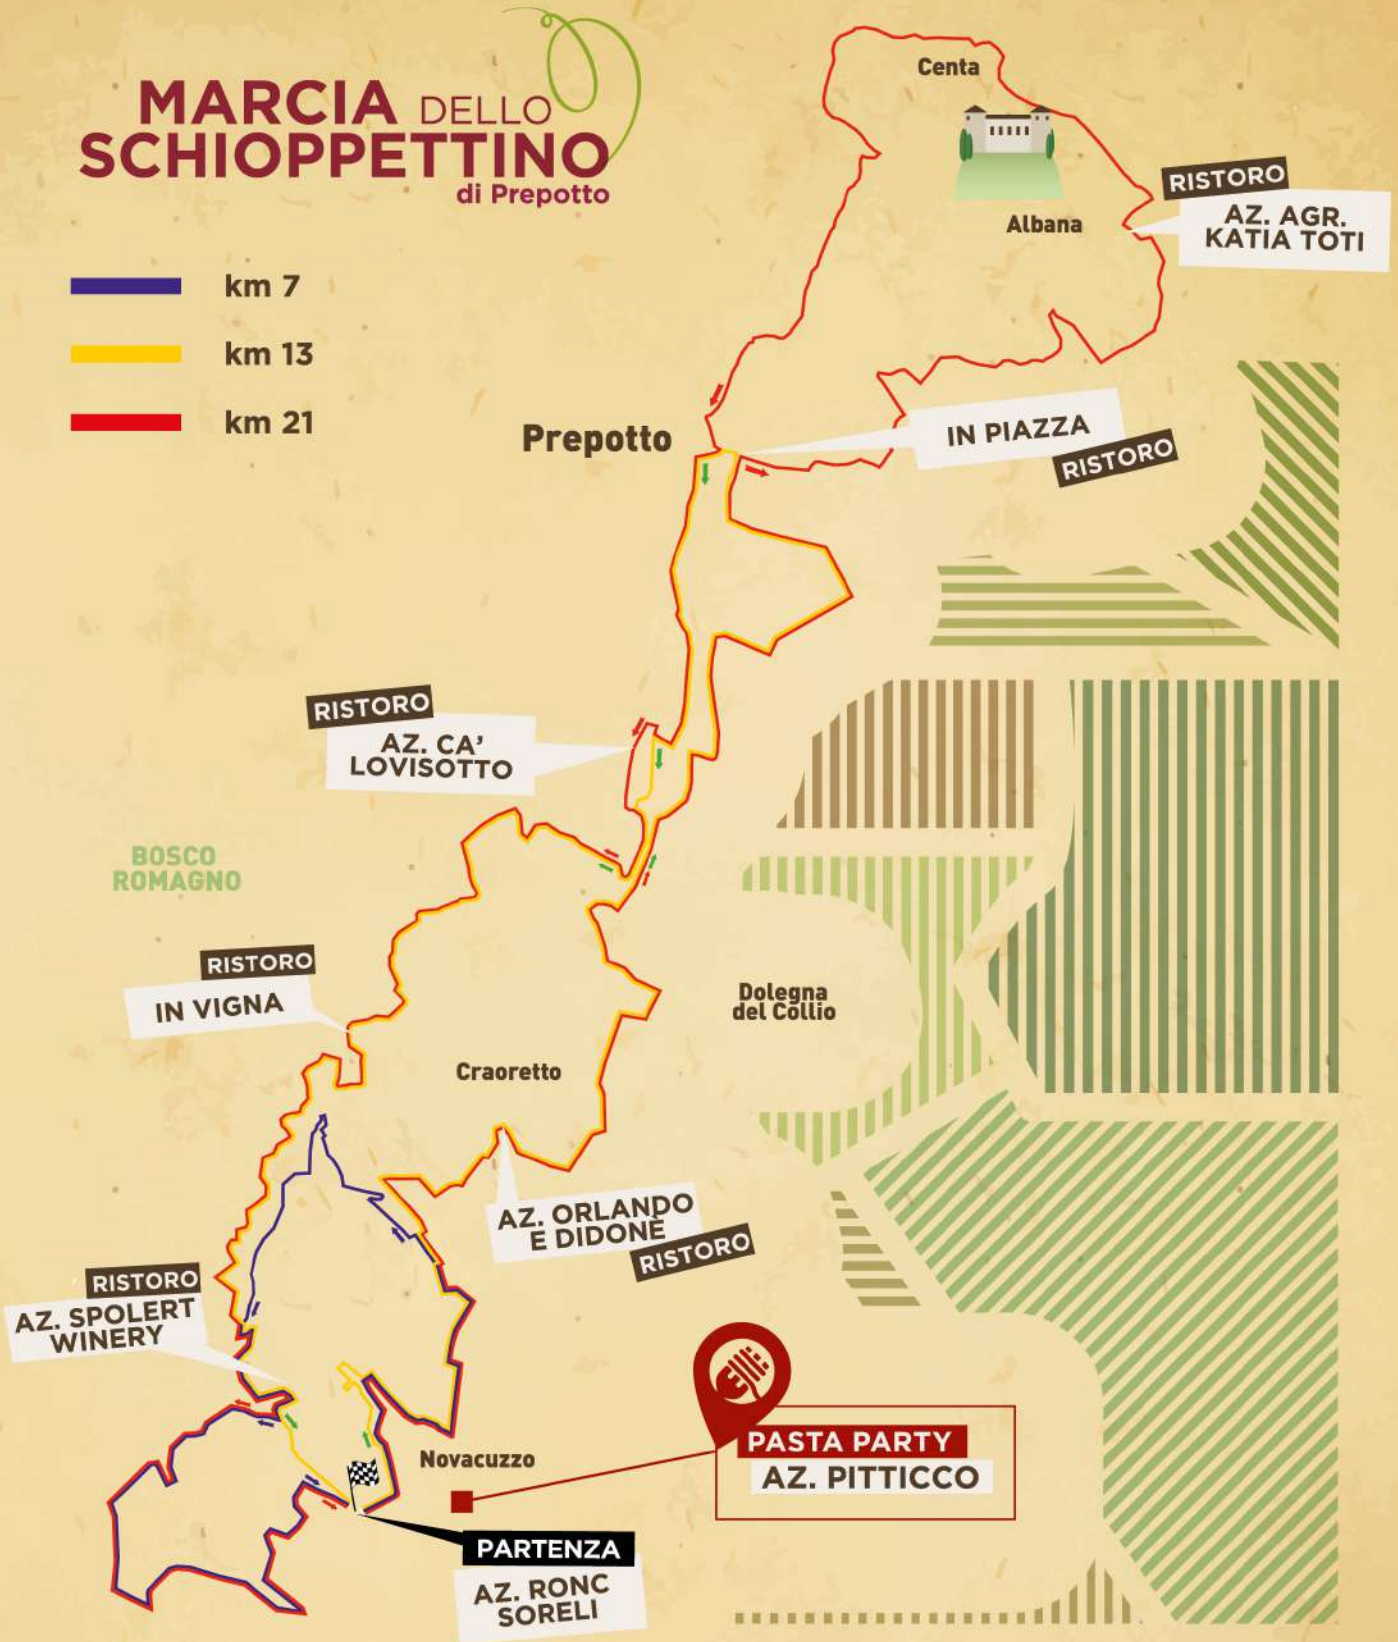 MARCIA DELLO
SCHIOPPETTINO
di Prepotto
km 7
km 13
km 21
Centa
Albana
RISTORO
AZ. AGR.
KATIA TOTI
Prepotto
IN PIAZZA
RISTORO
RISTORO
AZ. CA'
LOVISOTTO
BOSCO
ROMAGNO
RISTORO
IN VIGNA
Dolegna
del Collio
Craoretto
AZ. ORLANDO
E DIDONÈ
RISTORO
RISTORO
AZ. SPOLERT
WINERY
Novacuzzo
PASTA PARTY
AZ. PITTICCO
PARTENZA
AZ. RONC
SORELI